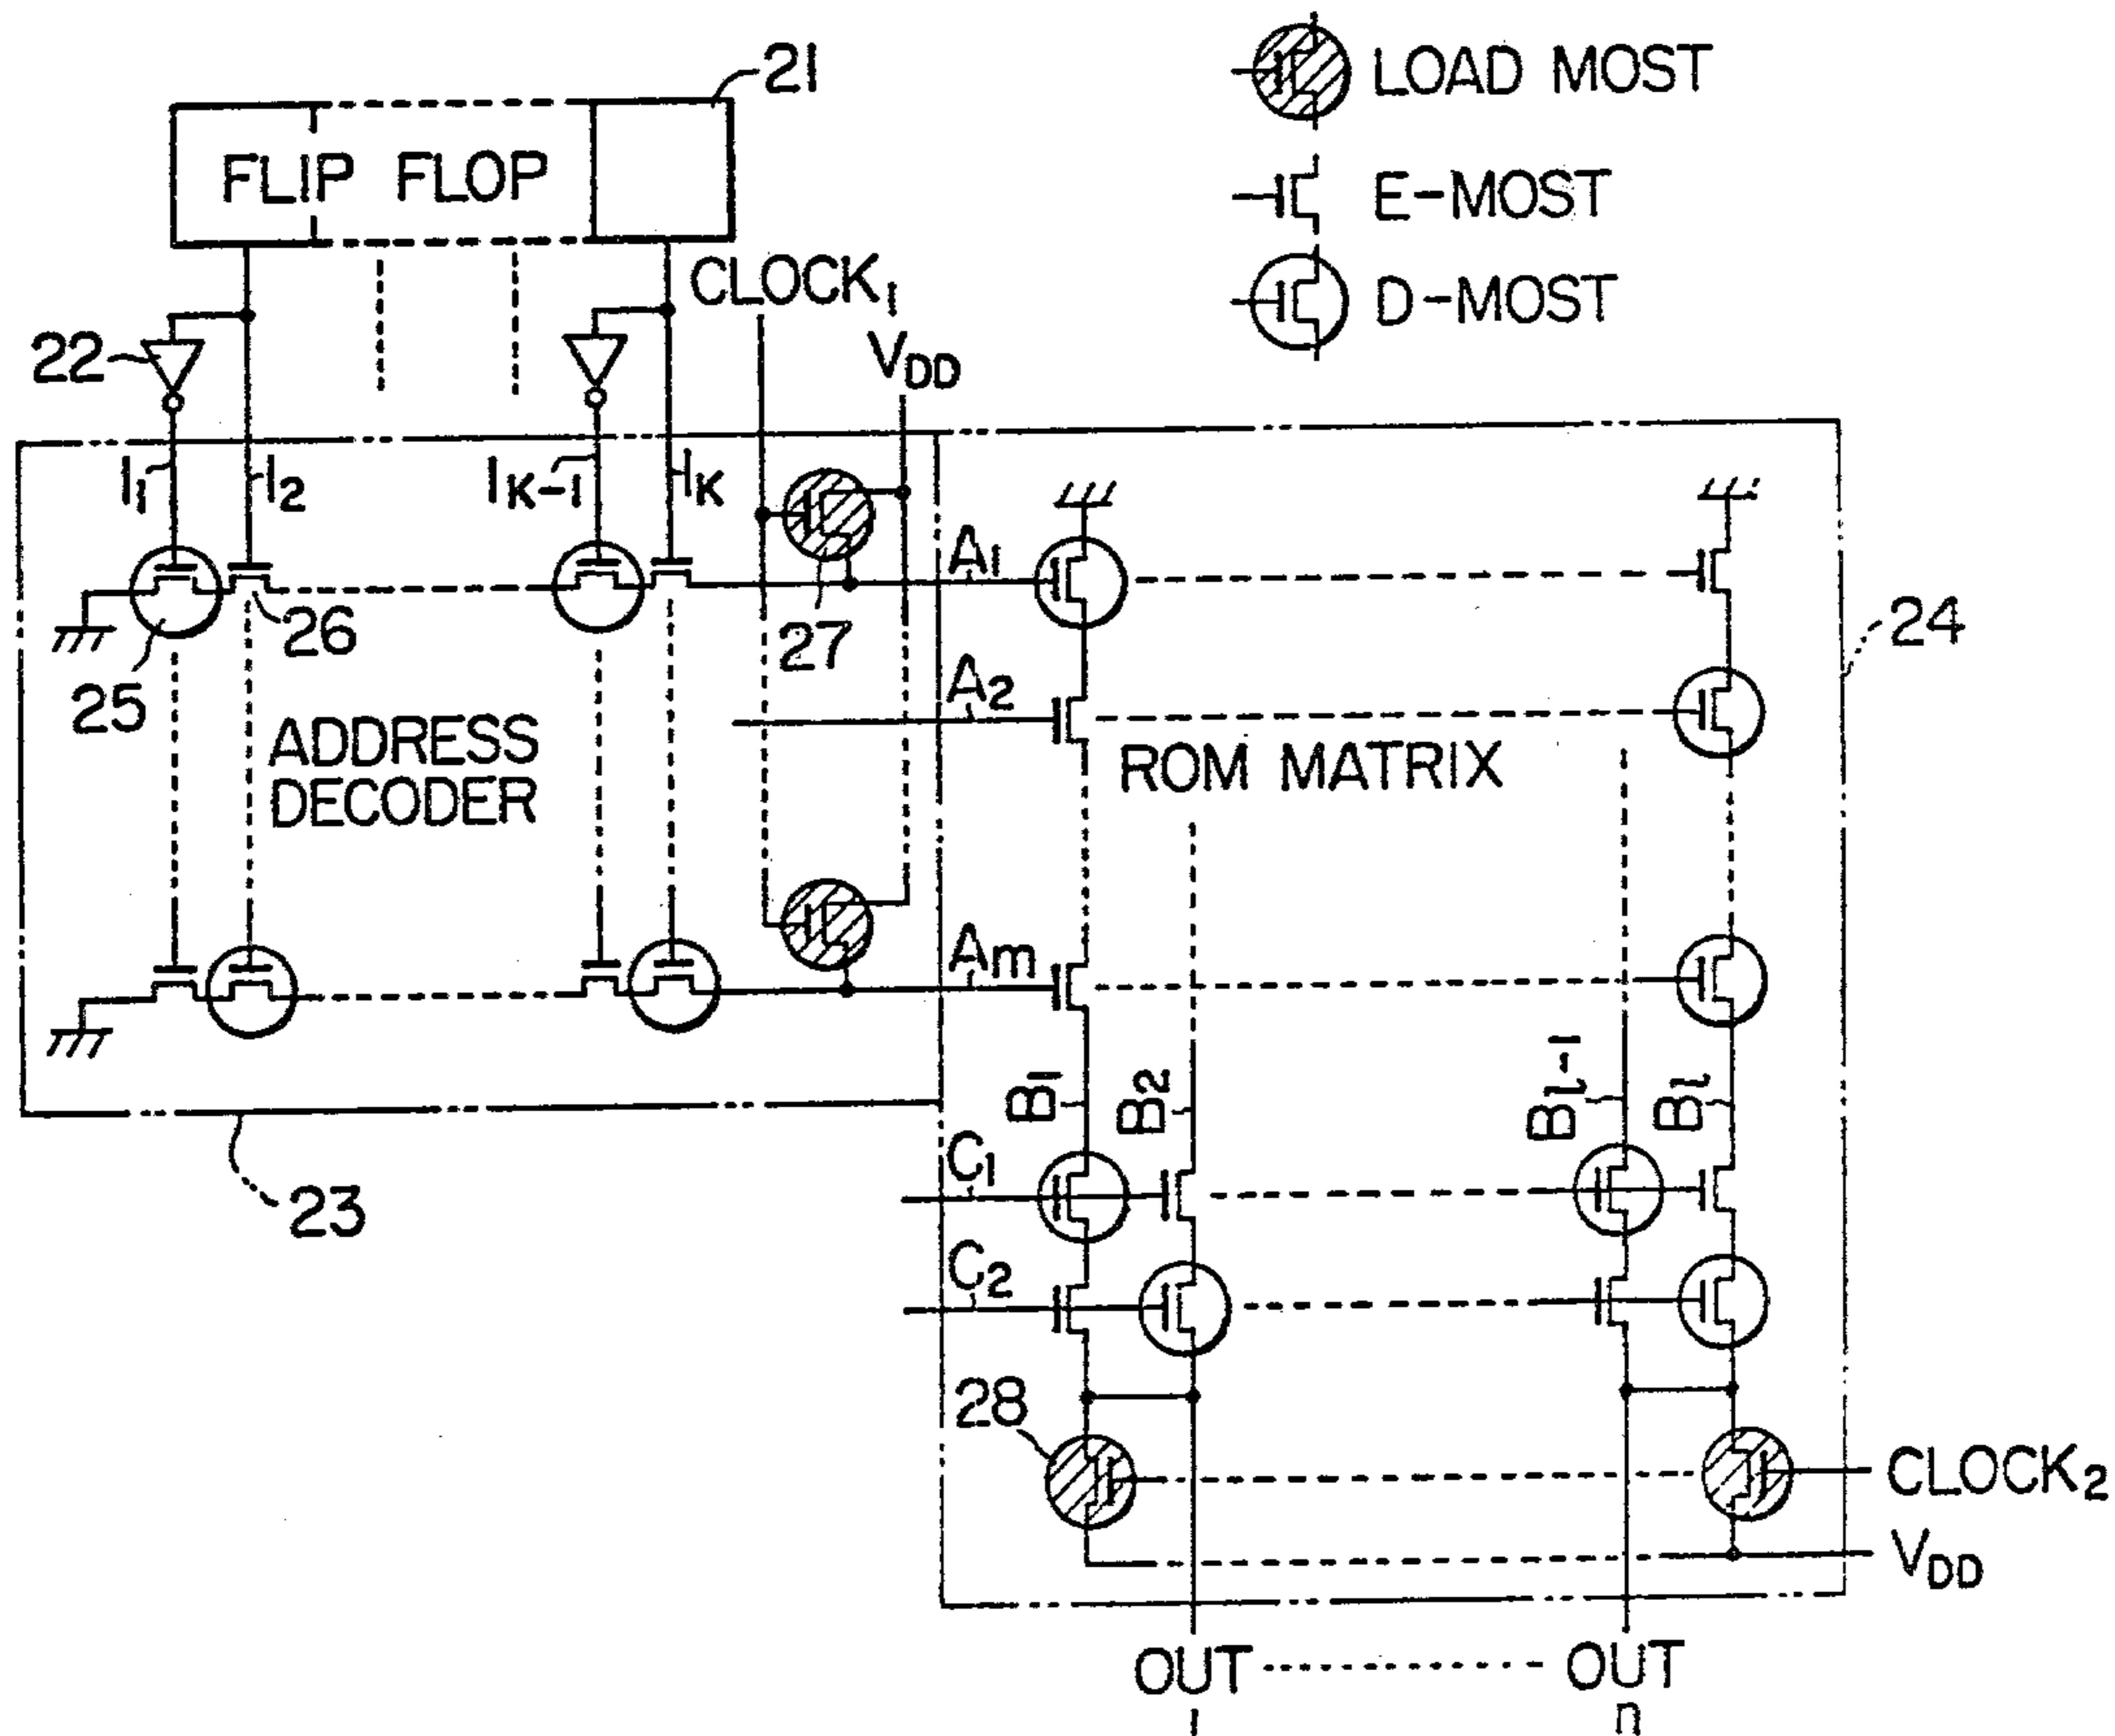 21
FLIP FLOP
LOAD MOST
E-MOST
D-MOST
CLOCK1
VDD
22
I1
I2
IK-1
IK
A1
25
26
27
24
A2
ADDRESS
DECODER
ROM MATRIX
Am
B1
B2
Bl-1
Bl
C1
23
C2
28
CLOCK2
VDD
OUT
1
OUT
n